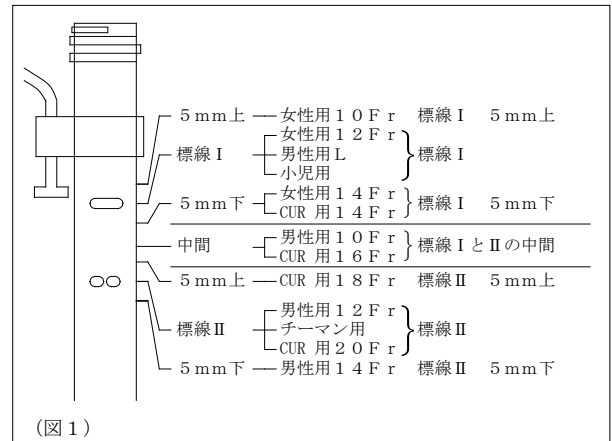 5mm上 女性用10Fr 標線Ⅰ 5mm上
女性用12Fr
標線Ⅰ 男性用L 標線Ⅰ
小児用
女性用14Fr
5mm下 標線Ⅰ 5mm下
CUR 用14Fr
男性用10Fr
中間 標線ⅠとⅡの中間
CUR 用16Fr
5mm上 CUR 用18Fr 標線Ⅱ 5mm上
男性用12Fr
標線Ⅱ チーマン用 標線Ⅱ
CUR 用20Fr
5mm下 男性用14Fr 標線Ⅱ 5mm下
(図1)